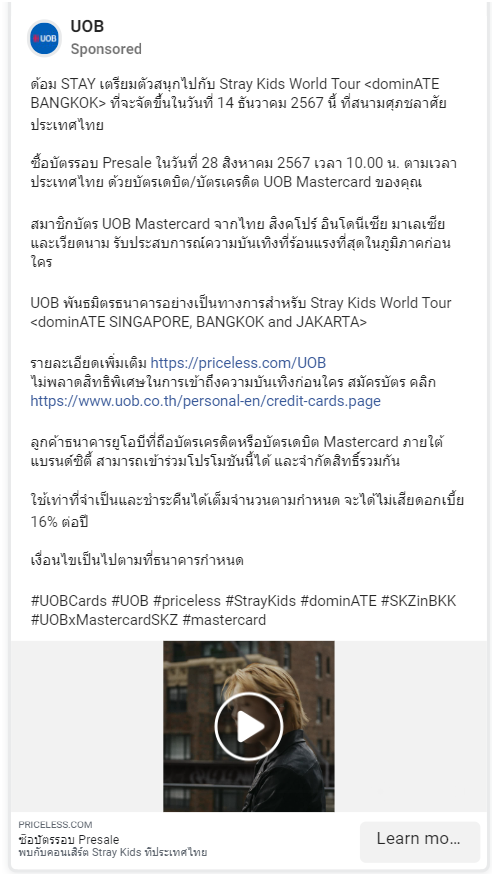 UOB
UOB
Sponsored
ด้อม STAY เตรียมตัวสนุกไปกับ Stray Kids World Tour <dominATE
BANGKOK> ที่จะจัดขึ้นในวันที่ 14 ธันวาคม 2567 นี้ ที่สนามศุภชลาศัย
ประเทศไทย
ซื้อบัตรรอบ Presale ในวันที่ 28 สิงหาคม 2567 เวลา 10.00 น. ตามเวลา
ประเทศไทย ด้วยบัตรเดบิต/บัตรเครดิต UOB Mastercard ของคุณ
สมาชิกบัตร UOB Mastercard จากไทย สิงคโปร์ อินโดนีเซีย มาเลเซีย
และเวียดนาม รับประสบการณ์ความบันเทิงที่ร้อนแรงที่สุดในภูมิภาคก่อน
ใคร
UOB พันธมิตรธนาคารอย่างเป็นทางการสำหรับ Stray Kids World Tour
<dominATE SINGAPORE, BANGKOK and JAKARTA>
รายละเอียดเพิ่มเติม https://priceless.com/UOB
ไม่พลาดสิทธิพิเศษในการเข้าถึงความบันเทิงก่อนใคร สมัครบัตร คลิก
https://www.uob.co.th/personal-en/credit-cards.page
ลูกค้าธนาคารยูโอบีที่ถือบัตรเครดิตหรือบัตรเดบิต Mastercard ภายใต้
แบรนด์ซิตี้ สามารถเข้าร่วมโปรโมชันนี้ได้ และจำกัดสิทธิ์รวมกัน
ใช้เท่าที่จำเป็นและชำระคืนได้เต็มจำนวนตามกำหนด จะได้ไม่เสียดอกเบี้ย
16% ต่อปี
เงื่อนไขเป็นไปตามที่ธนาคารกำหนด
#UOBCards #UOB #priceless #StrayKids #dominATE #SKZinBKK
#UOBxMastercardSKZ #mastercard
PRICELESS.COM
ซื้อบัตรรอบ Presale
พบกับคอนเสิร์ต Stray Kids ที่ประเทศไทย
Learn mo...